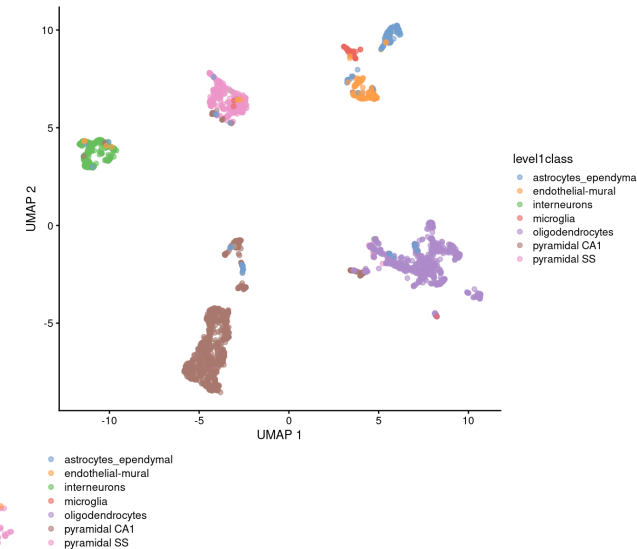 10
5
0
-5
UMAP 2
-10
-5
0
5
10
UMAP 1
level1class
astrocytes_ependyma
endothelial-mural
interneurons
microglia
oligodendrocytes
pyramidal CA1
pyramidal SS
astrocytes_ependymal
endothelial-mural
interneurons
microglia
oligodendrocytes
pyramidal CA1
pyramidal SS